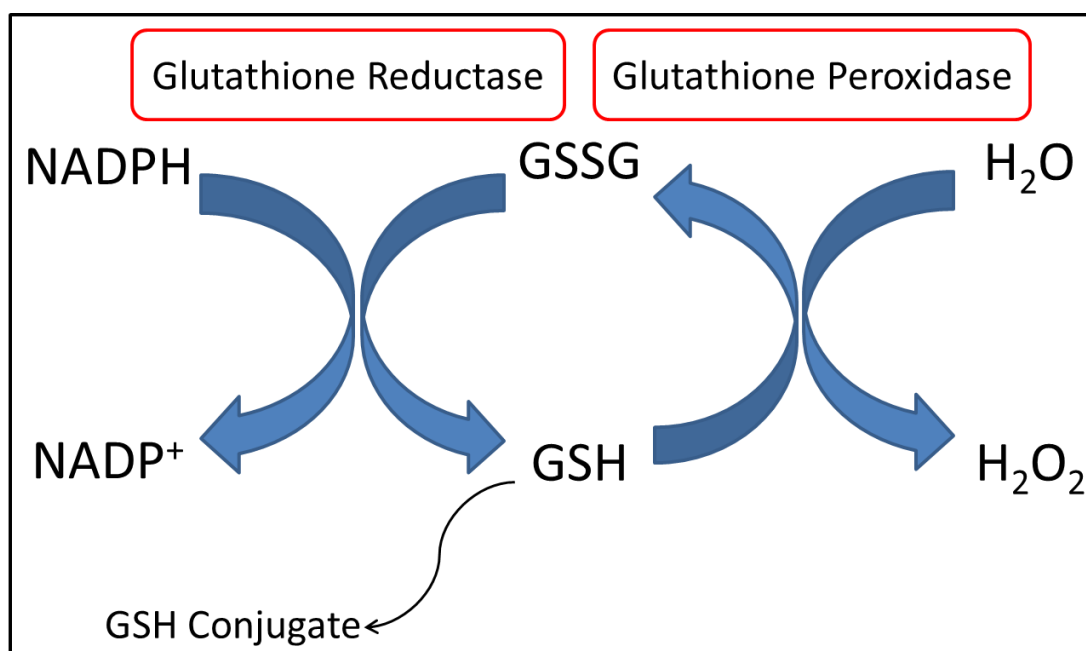 Glutathione Reductase
Glutathione Peroxidase
NADPH
GSSG
H₂O
NADP⁺
GSH
H₂O₂
GSH Conjugate